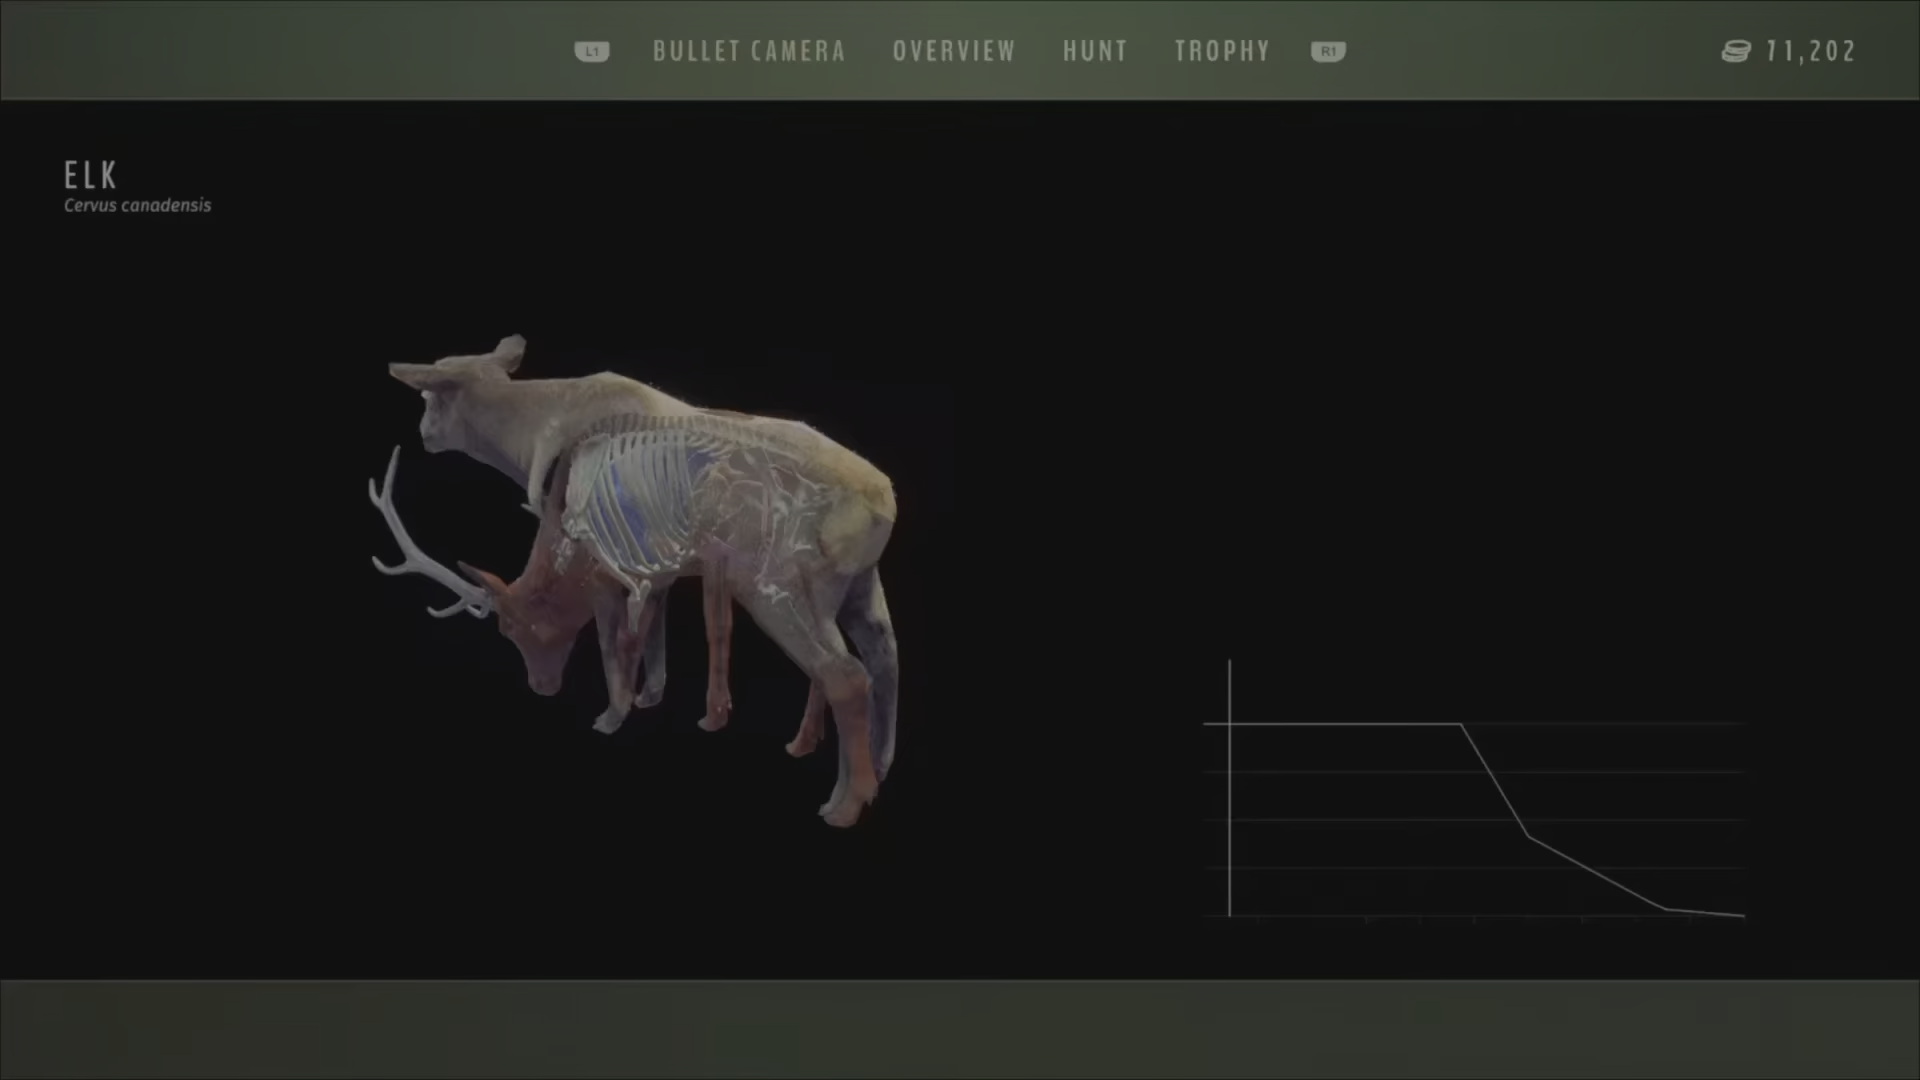 L1 BULLET CAMERA OVERVIEW HUNT TROPHY R1 11,202
ELK
Cervus canadensis